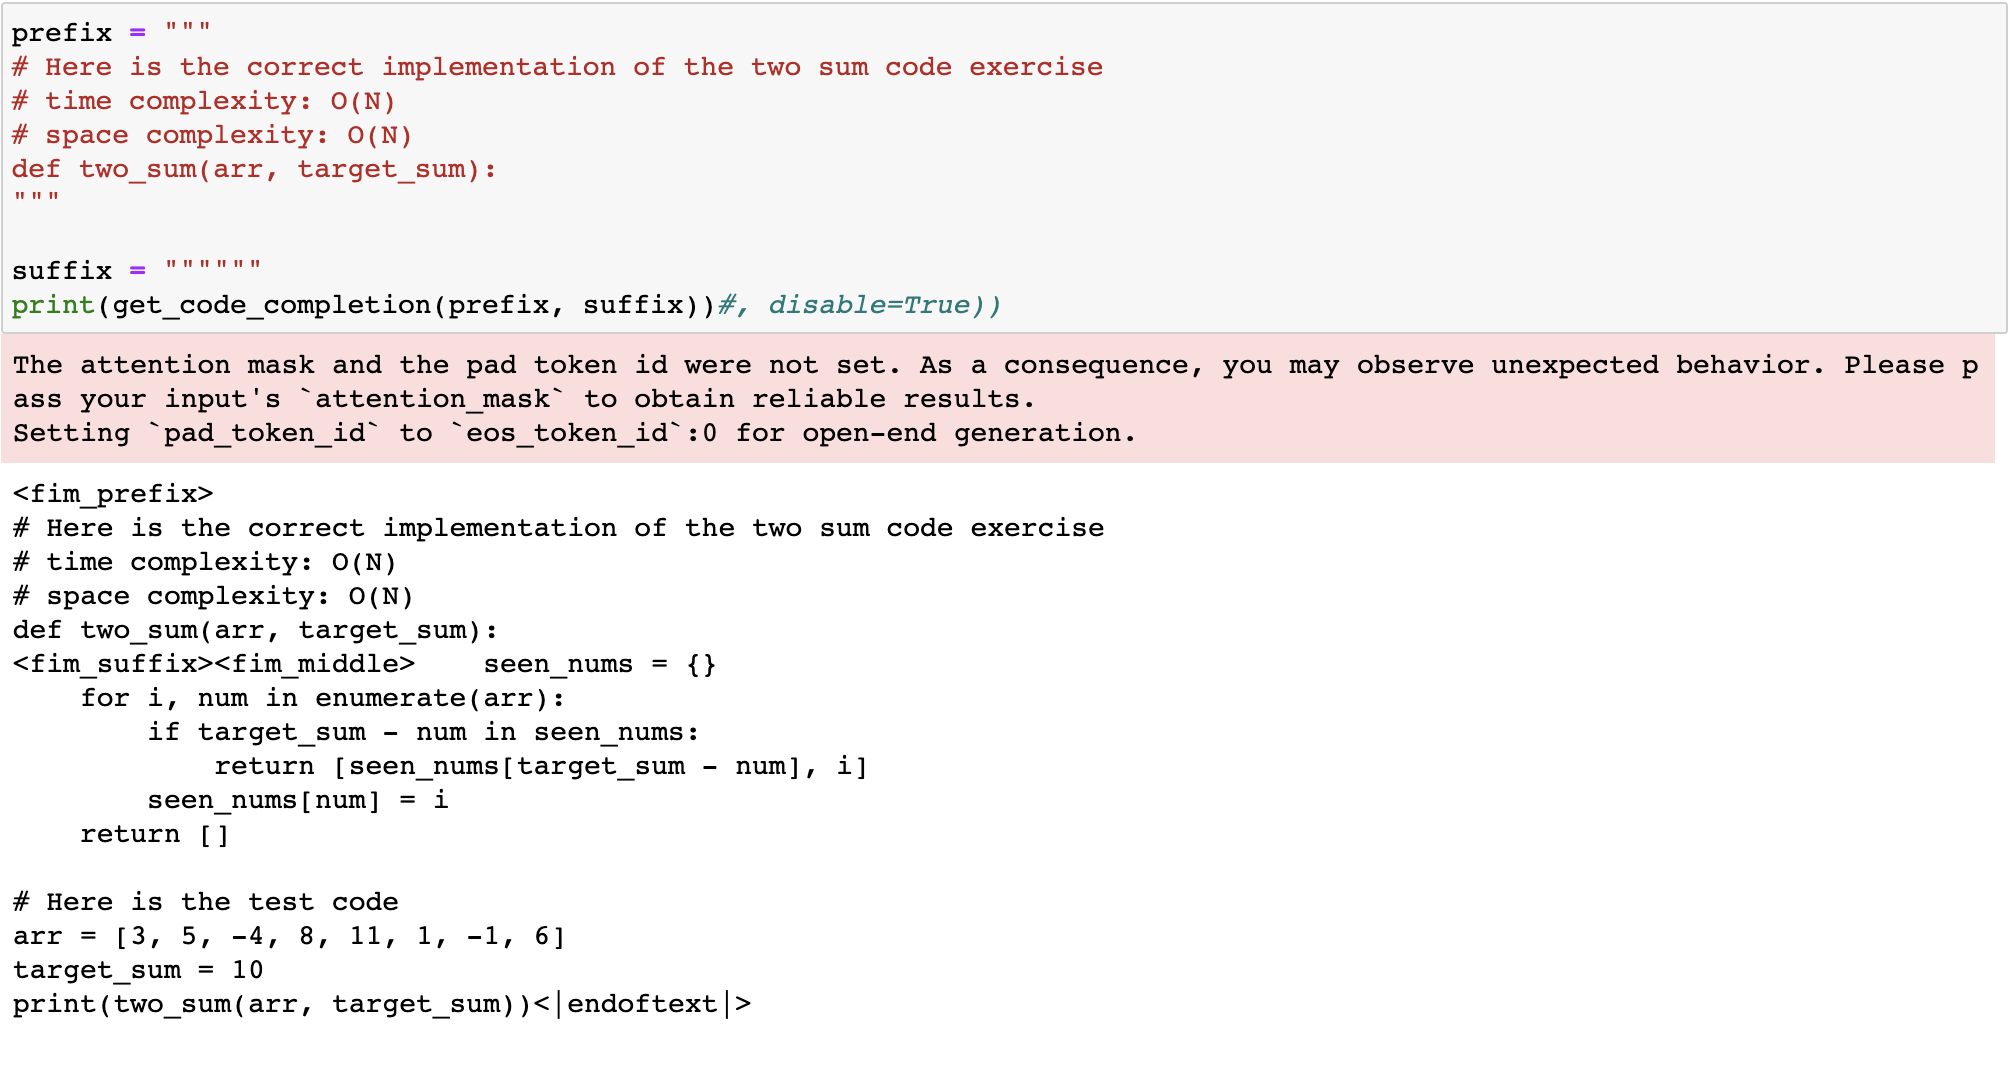 prefix = """
# Here is the correct implementation of the two sum code exercise
# time complexity: O(N)
# space complexity: O(N)
def two_sum(arr, target_sum):
"""

suffix = """"""
print(get_code_completion(prefix, suffix))#, disable=True))
The attention mask and the pad token id were not set. As a consequence, you may observe unexpected behavior. Please p
ass your input's `attention_mask` to obtain reliable results.
Setting `pad_token_id` to `eos_token_id`:0 for open-end generation.
<fim_prefix>
# Here is the correct implementation of the two sum code exercise
# time complexity: O(N)
# space complexity: O(N)
def two_sum(arr, target_sum):
<fim_suffix><fim_middle>    seen_nums = {}
    for i, num in enumerate(arr):
        if target_sum - num in seen_nums:
            return [seen_nums[target_sum - num], i]
        seen_nums[num] = i
    return []

# Here is the test code
arr = [3, 5, -4, 8, 11, 1, -1, 6]
target_sum = 10
print(two_sum(arr, target_sum))<|endoftext|>